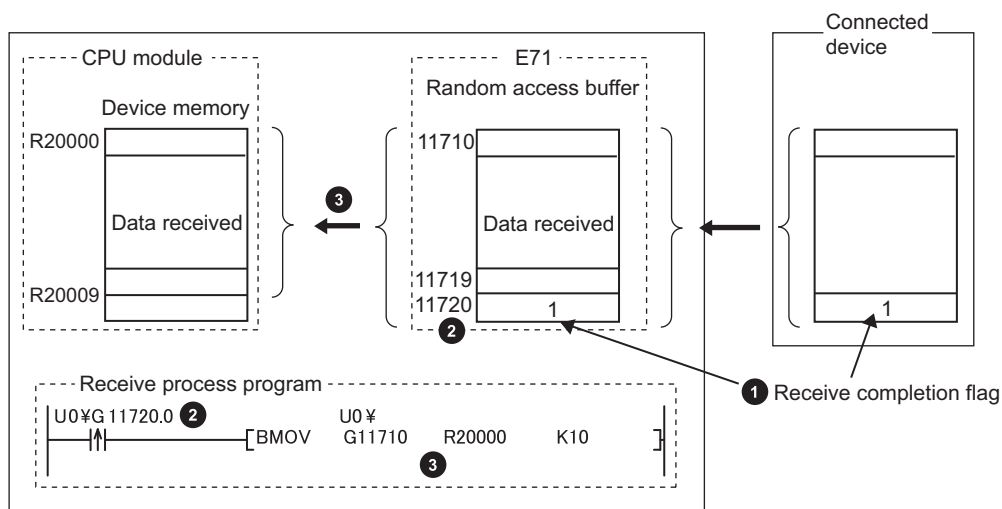 Connected
device
CPU module
E71
Random access buffer
Device memory
R20000
11710
3
Data received
Data received
11719
R20009
11720
1
1
2
Receive process program
1 Receive completion flag
U0¥G11720.0 2
U0¥
BMOV G11710 R20000 K10
3